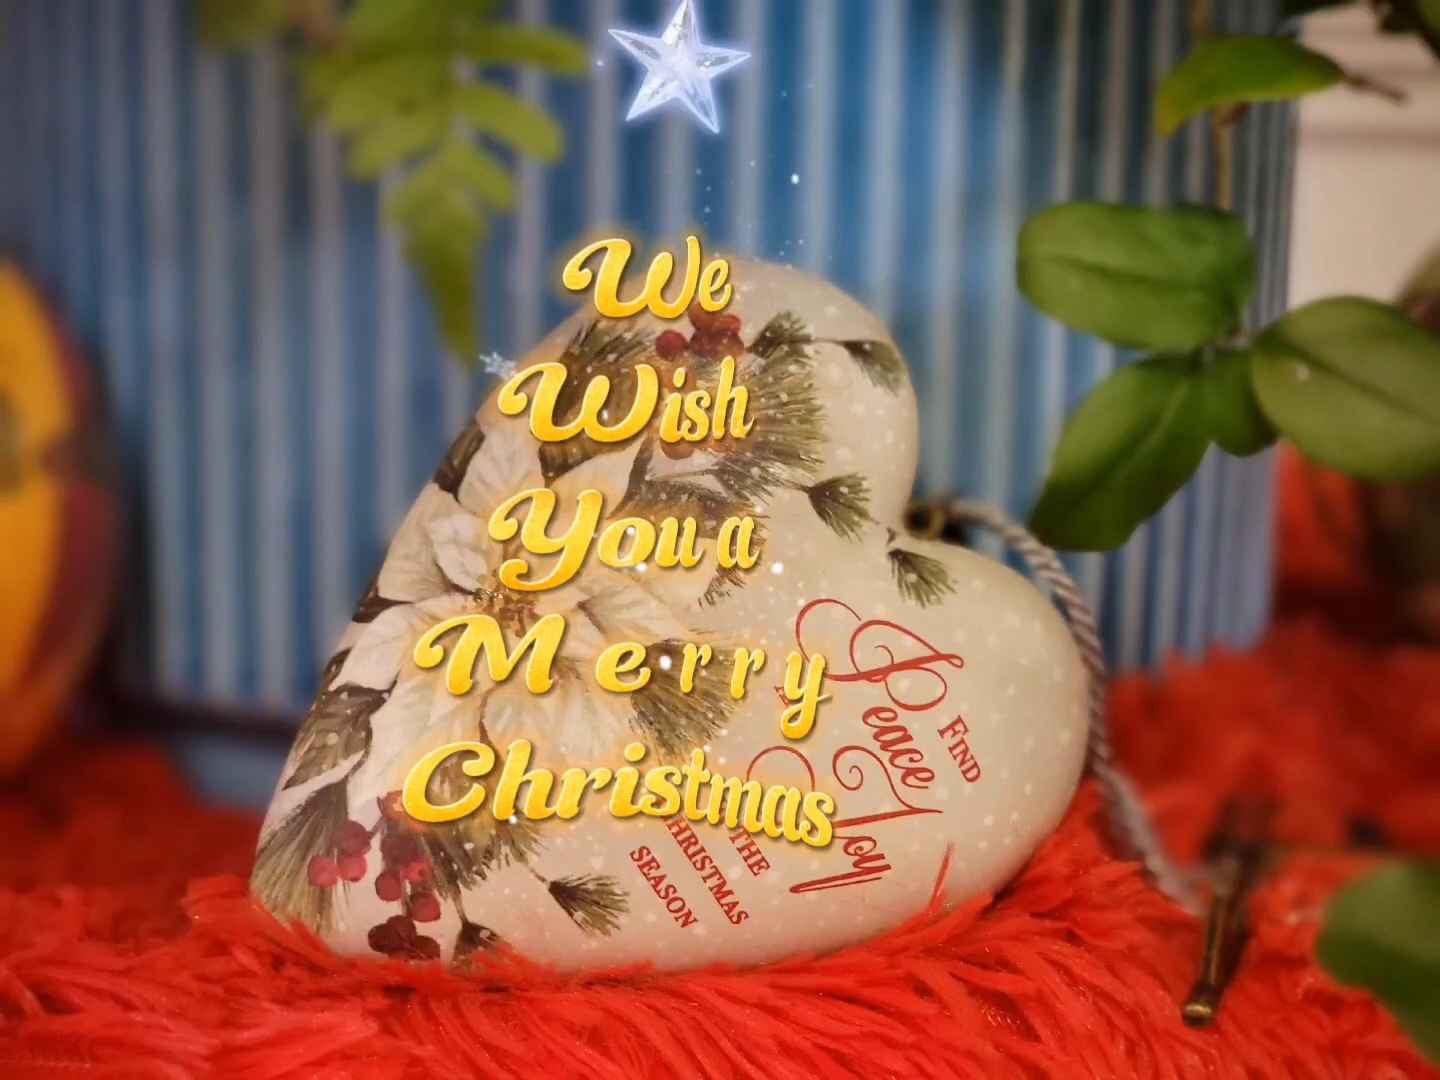 We
Wish
You a
Merry
Christmas
FIND
Peace
Joy
THE
CHRISTMAS
SEASON